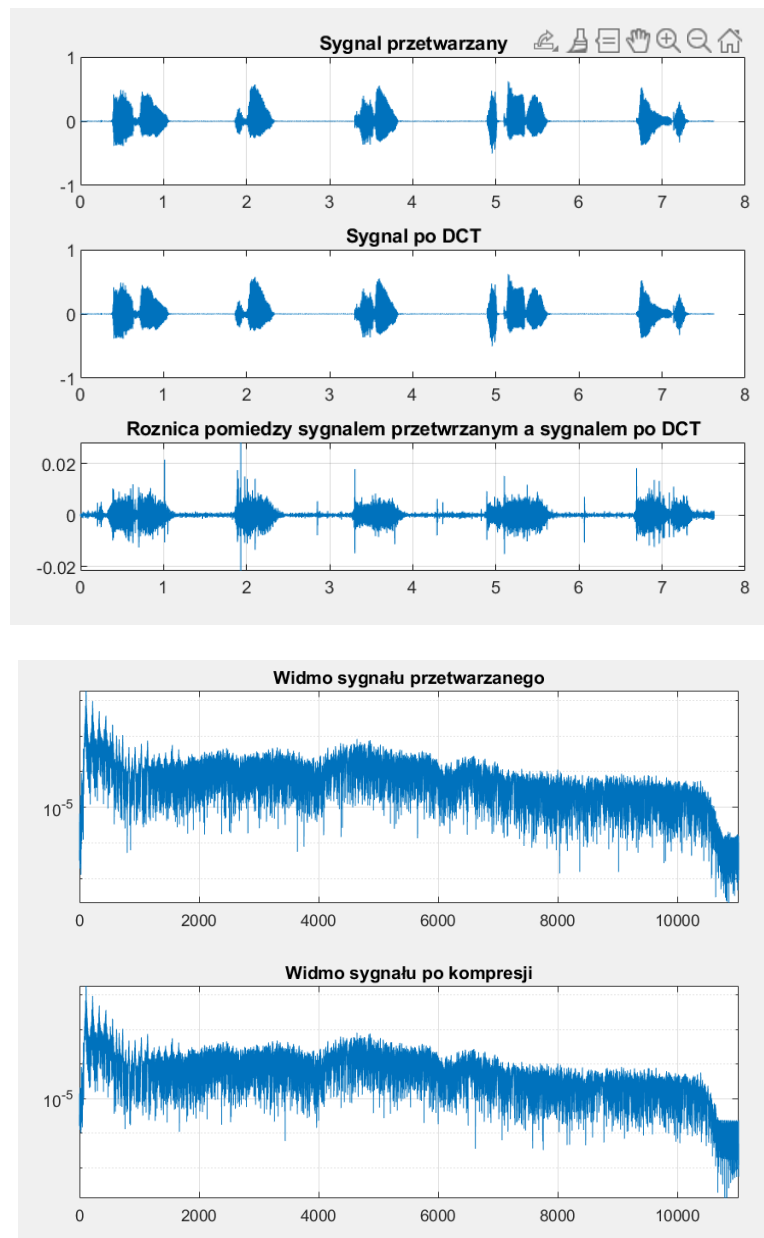 Sygnal przetwarzany
1
0
-1
0 1 2 3 4 5 6 7 8
Sygnal po DCT
1
0
-1
0 1 2 3 4 5 6 7 8
Roznica pomiedzy sygnalem przetwrzanym a sygnalem po DCT
0.02
0
-0.02
0 1 2 3 4 5 6 7 8
Widmo sygnału przetwarzanego
10-5
0 2000 4000 6000 8000 10000
Widmo sygnału po kompresji
10-5
0 2000 4000 6000 8000 10000